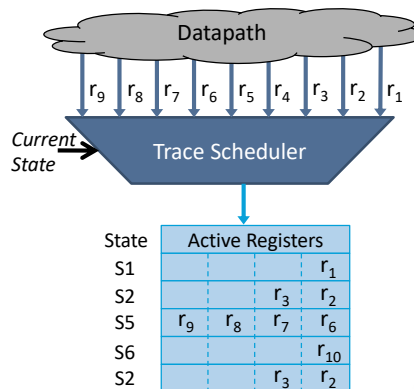 Datapath
r9 r8 r7 r6 r5 r4 r3 r2 r1
Current
State
Trace Scheduler
State Active Registers
S1 r1
S2 r3 r2
S5 r9 r8 r7 r6
S6 r10
S2 r3 r2